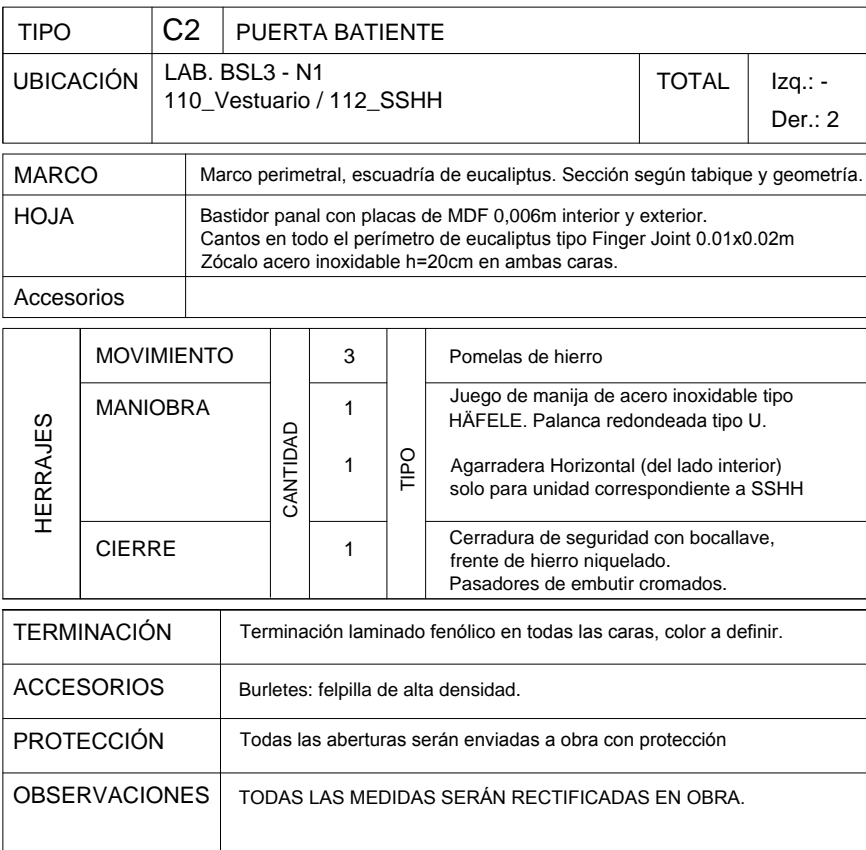 TIPO C2 PUERTA BATIENTE
UBICACIÓN LAB. BSL3 - N1 TOTAL Izq.: -
110_Vestuario / 112_SSHH Der.: 2
MARCO Marco perimetral, escuadría de eucaliptus. Sección según tabique y geometría.
HOJA Bastidor panal con placas de MDF 0,006m interior y exterior.
Cantos en todo el perímetro de eucaliptus tipo Finger Joint 0.01x0.02m
Zócalo acero inoxidable h=20cm en ambas caras.
Accesorios
HERRAJES
CANTIDAD
TIPO
MOVIMIENTO 3 Pomelas de hierro
MANIOBRA 1 Juego de manija de acero inoxidable tipo
HÄFELE. Palanca redondeada tipo U.
1 Agarradera Horizontal (del lado interior)
solo para unidad correspondiente a SSHH
CIERRE 1 Cerradura de seguridad con bocallave,
frente de hierro niquelado.
Pasadores de embutir cromados.
TERMINACIÓN Terminación laminado fenólico en todas las caras, color a definir.
ACCESORIOS Burletes: felpilla de alta densidad.
PROTECCIÓN Todas las aberturas serán enviadas a obra con protección
OBSERVACIONES TODAS LAS MEDIDAS SERÁN RECTIFICADAS EN OBRA.